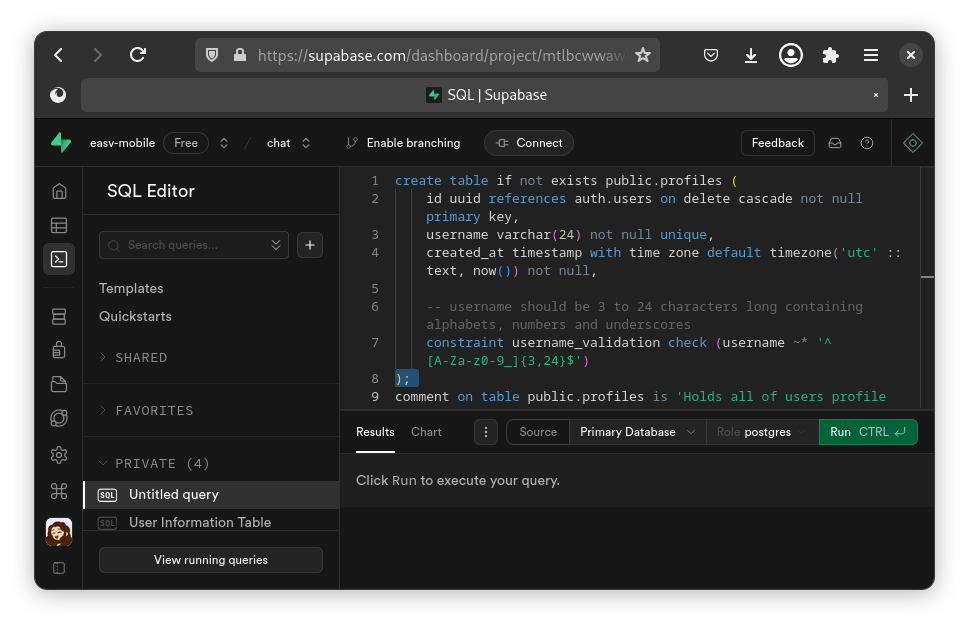 https://supabase.com/dashboard/project/mtlbcwwaw
SQL | Supabase
easv-mobile Free / chat Enable branching Connect Feedback
SQL Editor
Search queries...
Templates
Quickstarts
SHARED
FAVORITES
PRIVATE (4)
SQL Untitled query
SQL User Information Table
View running queries
1 create table if not exists public.profiles (
2 id uuid references auth.users on delete cascade not null
primary key,
3 username varchar(24) not null unique,
4 created_at timestamp with time zone default timezone('utc' ::
text, now()) not null,
5
6 -- username should be 3 to 24 characters long containing
alphabets, numbers and underscores
7 constraint username_validation check (username ~* '^
[A-Za-z0-9_]{3,24}$')
8 );
9 comment on table public.profiles is 'Holds all of users profile
Results Chart Source Primary Database Role postgres Run CTRL
Click Run to execute your query.